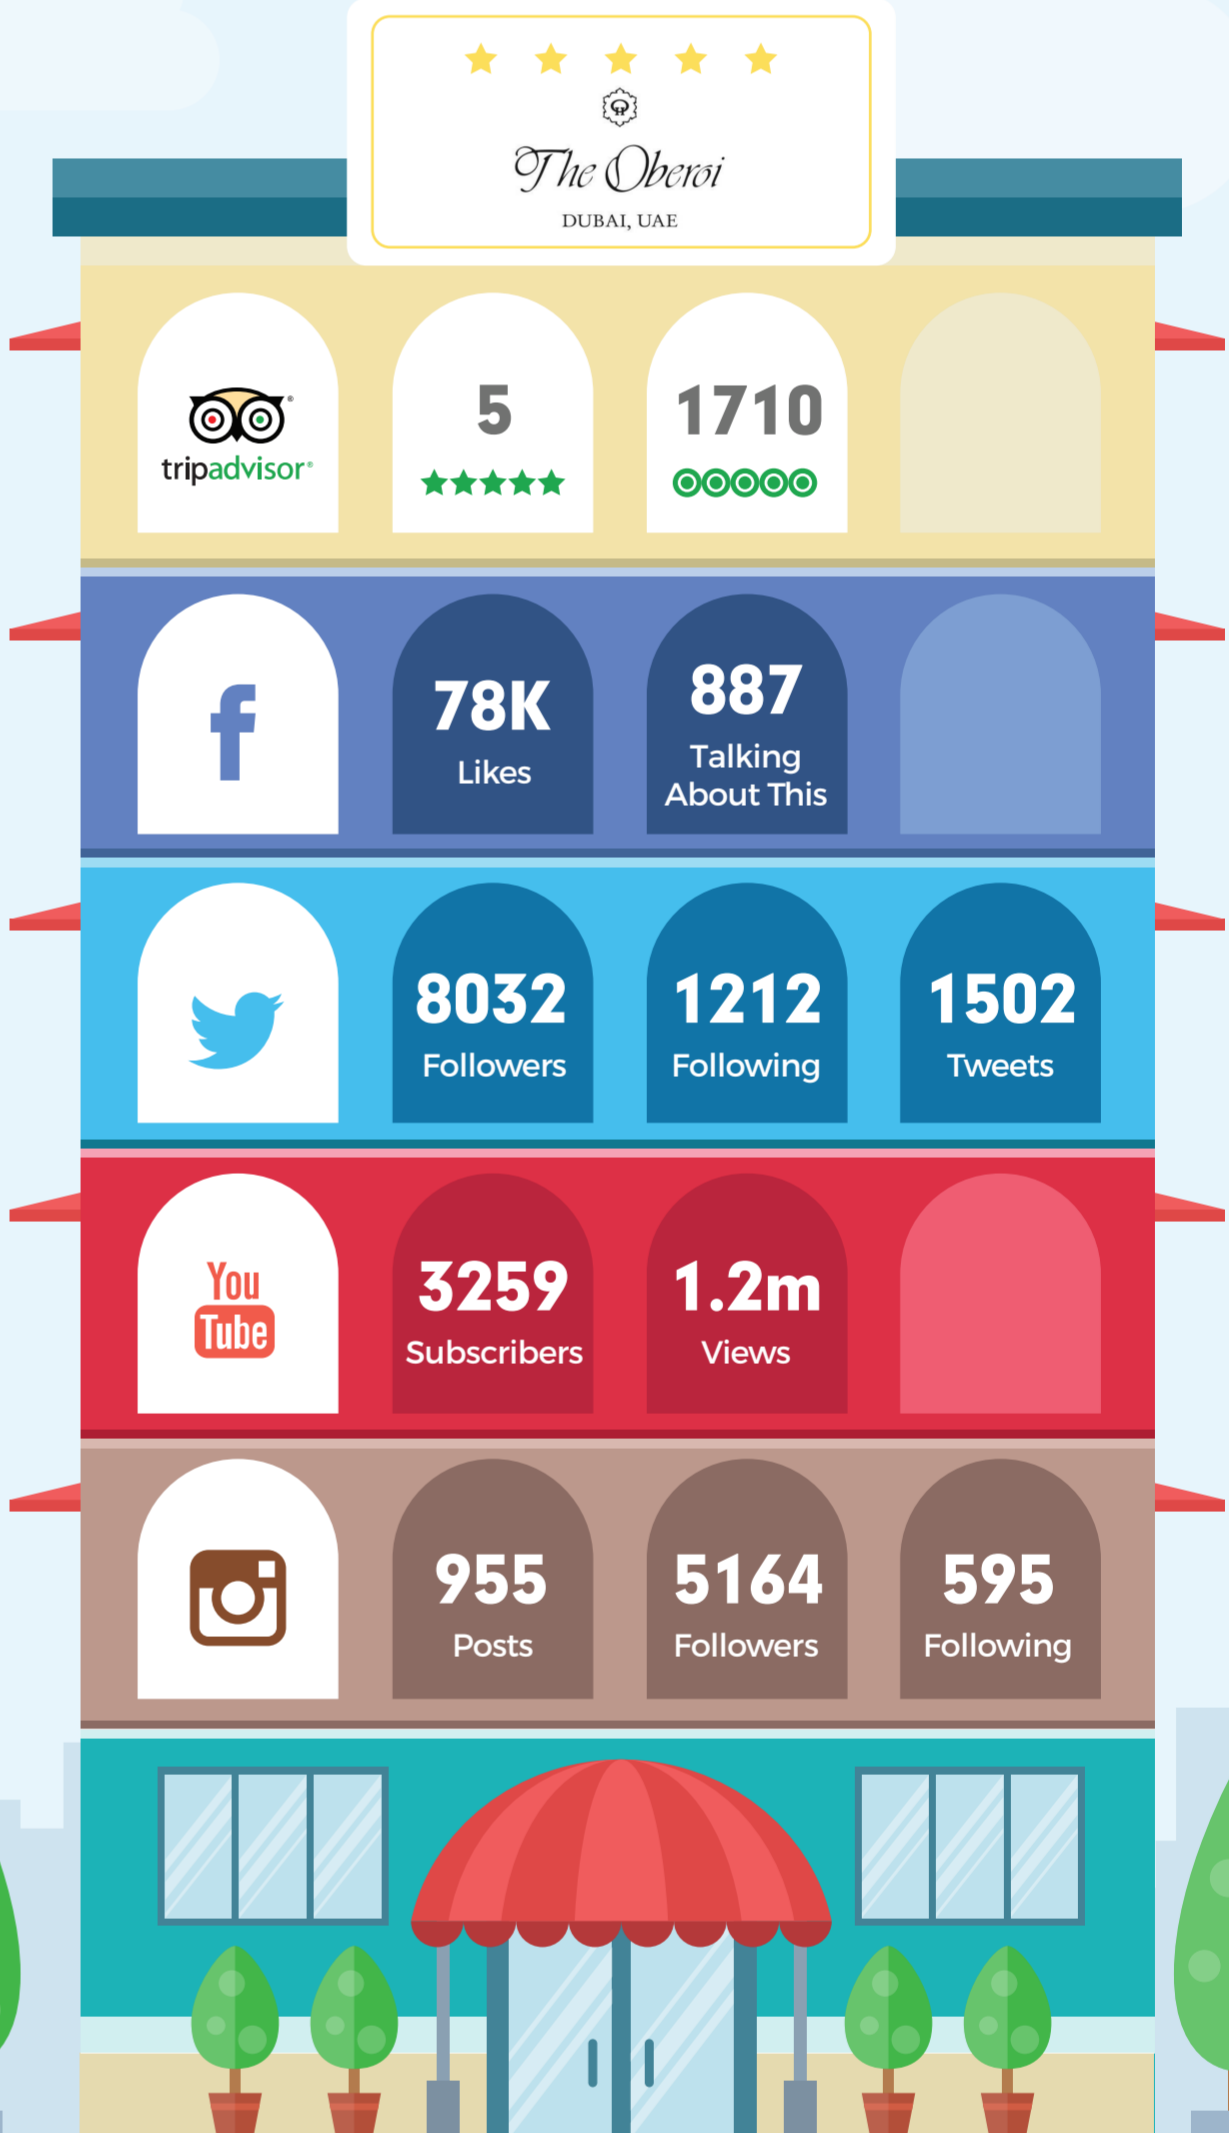 The Oberoi
DUBAI, UAE
tripadvisor®
5
1710
78K
Likes
887
Talking
About This
8032
Followers
1212
Following
1502
Tweets
You
Tube
3259
Subscribers
1.2m
Views
955
Posts
5164
Followers
595
Following